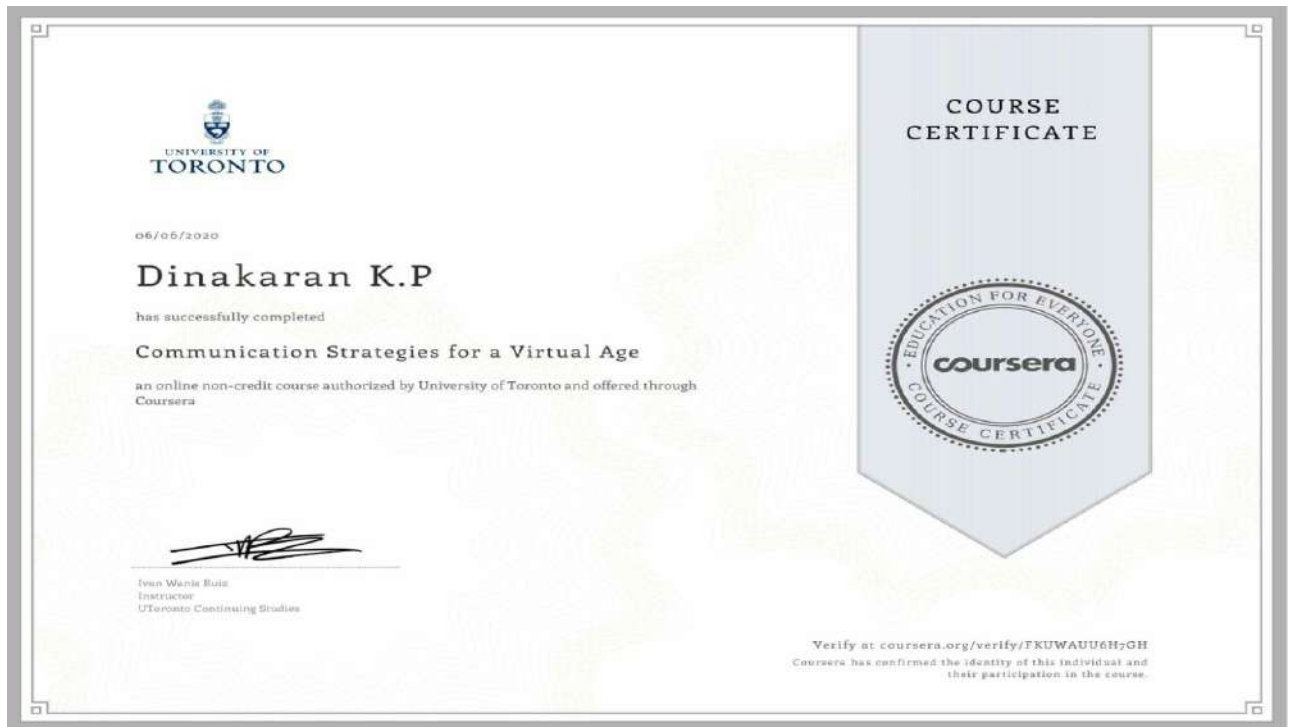 UNIVERSITY OF
TORONTO
06/06/2020
Dinakaran K.P
has successfully completed
Communication Strategies for a Virtual Age
an online non-credit course authorized by University of Toronto and offered through
Coursera
Ivan Wanis Ruiz
Instructor
UToronto Continuing Studies
COURSE
CERTIFICATE
EDUCATION FOR EVERYONE
coursera
COURSE CERTIFICATE
Verify at coursera.org/verify/FKUWAUU6H7GH
Coursera has confirmed the identity of this individual and
their participation in the course.